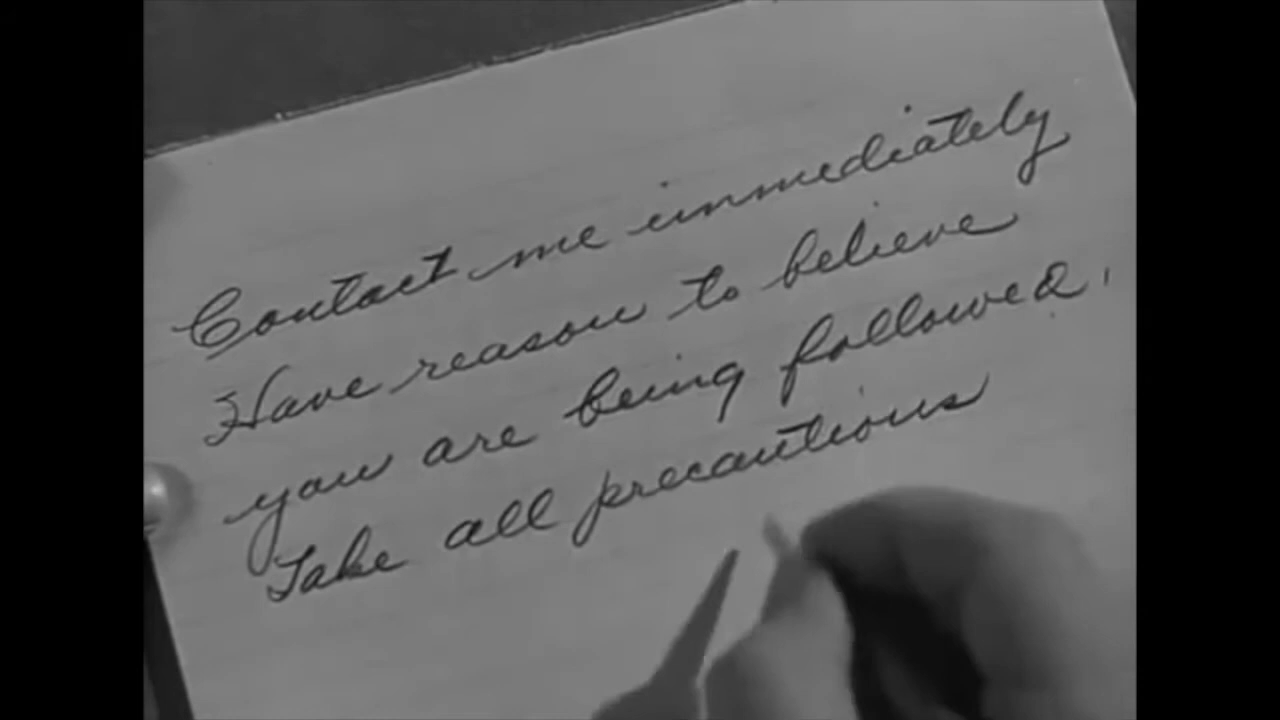 Contact me immediately
Have reason to believe
you are being followed.
Take all precautions